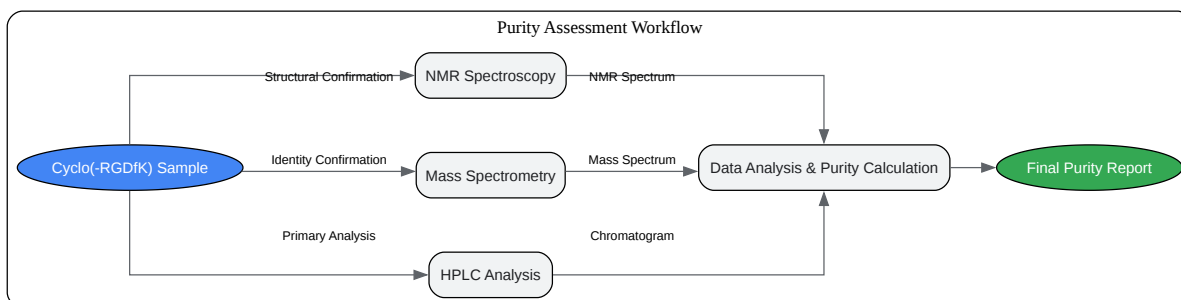 Purity Assessment Workflow
Structural Confirmation
NMR Spectroscopy
NMR Spectrum
Cyclo(-RGDfK) Sample
Identity Confirmation
Mass Spectrometry
Mass Spectrum
Data Analysis & Purity Calculation
Final Purity Report
Primary Analysis
HPLC Analysis
Chromatogram